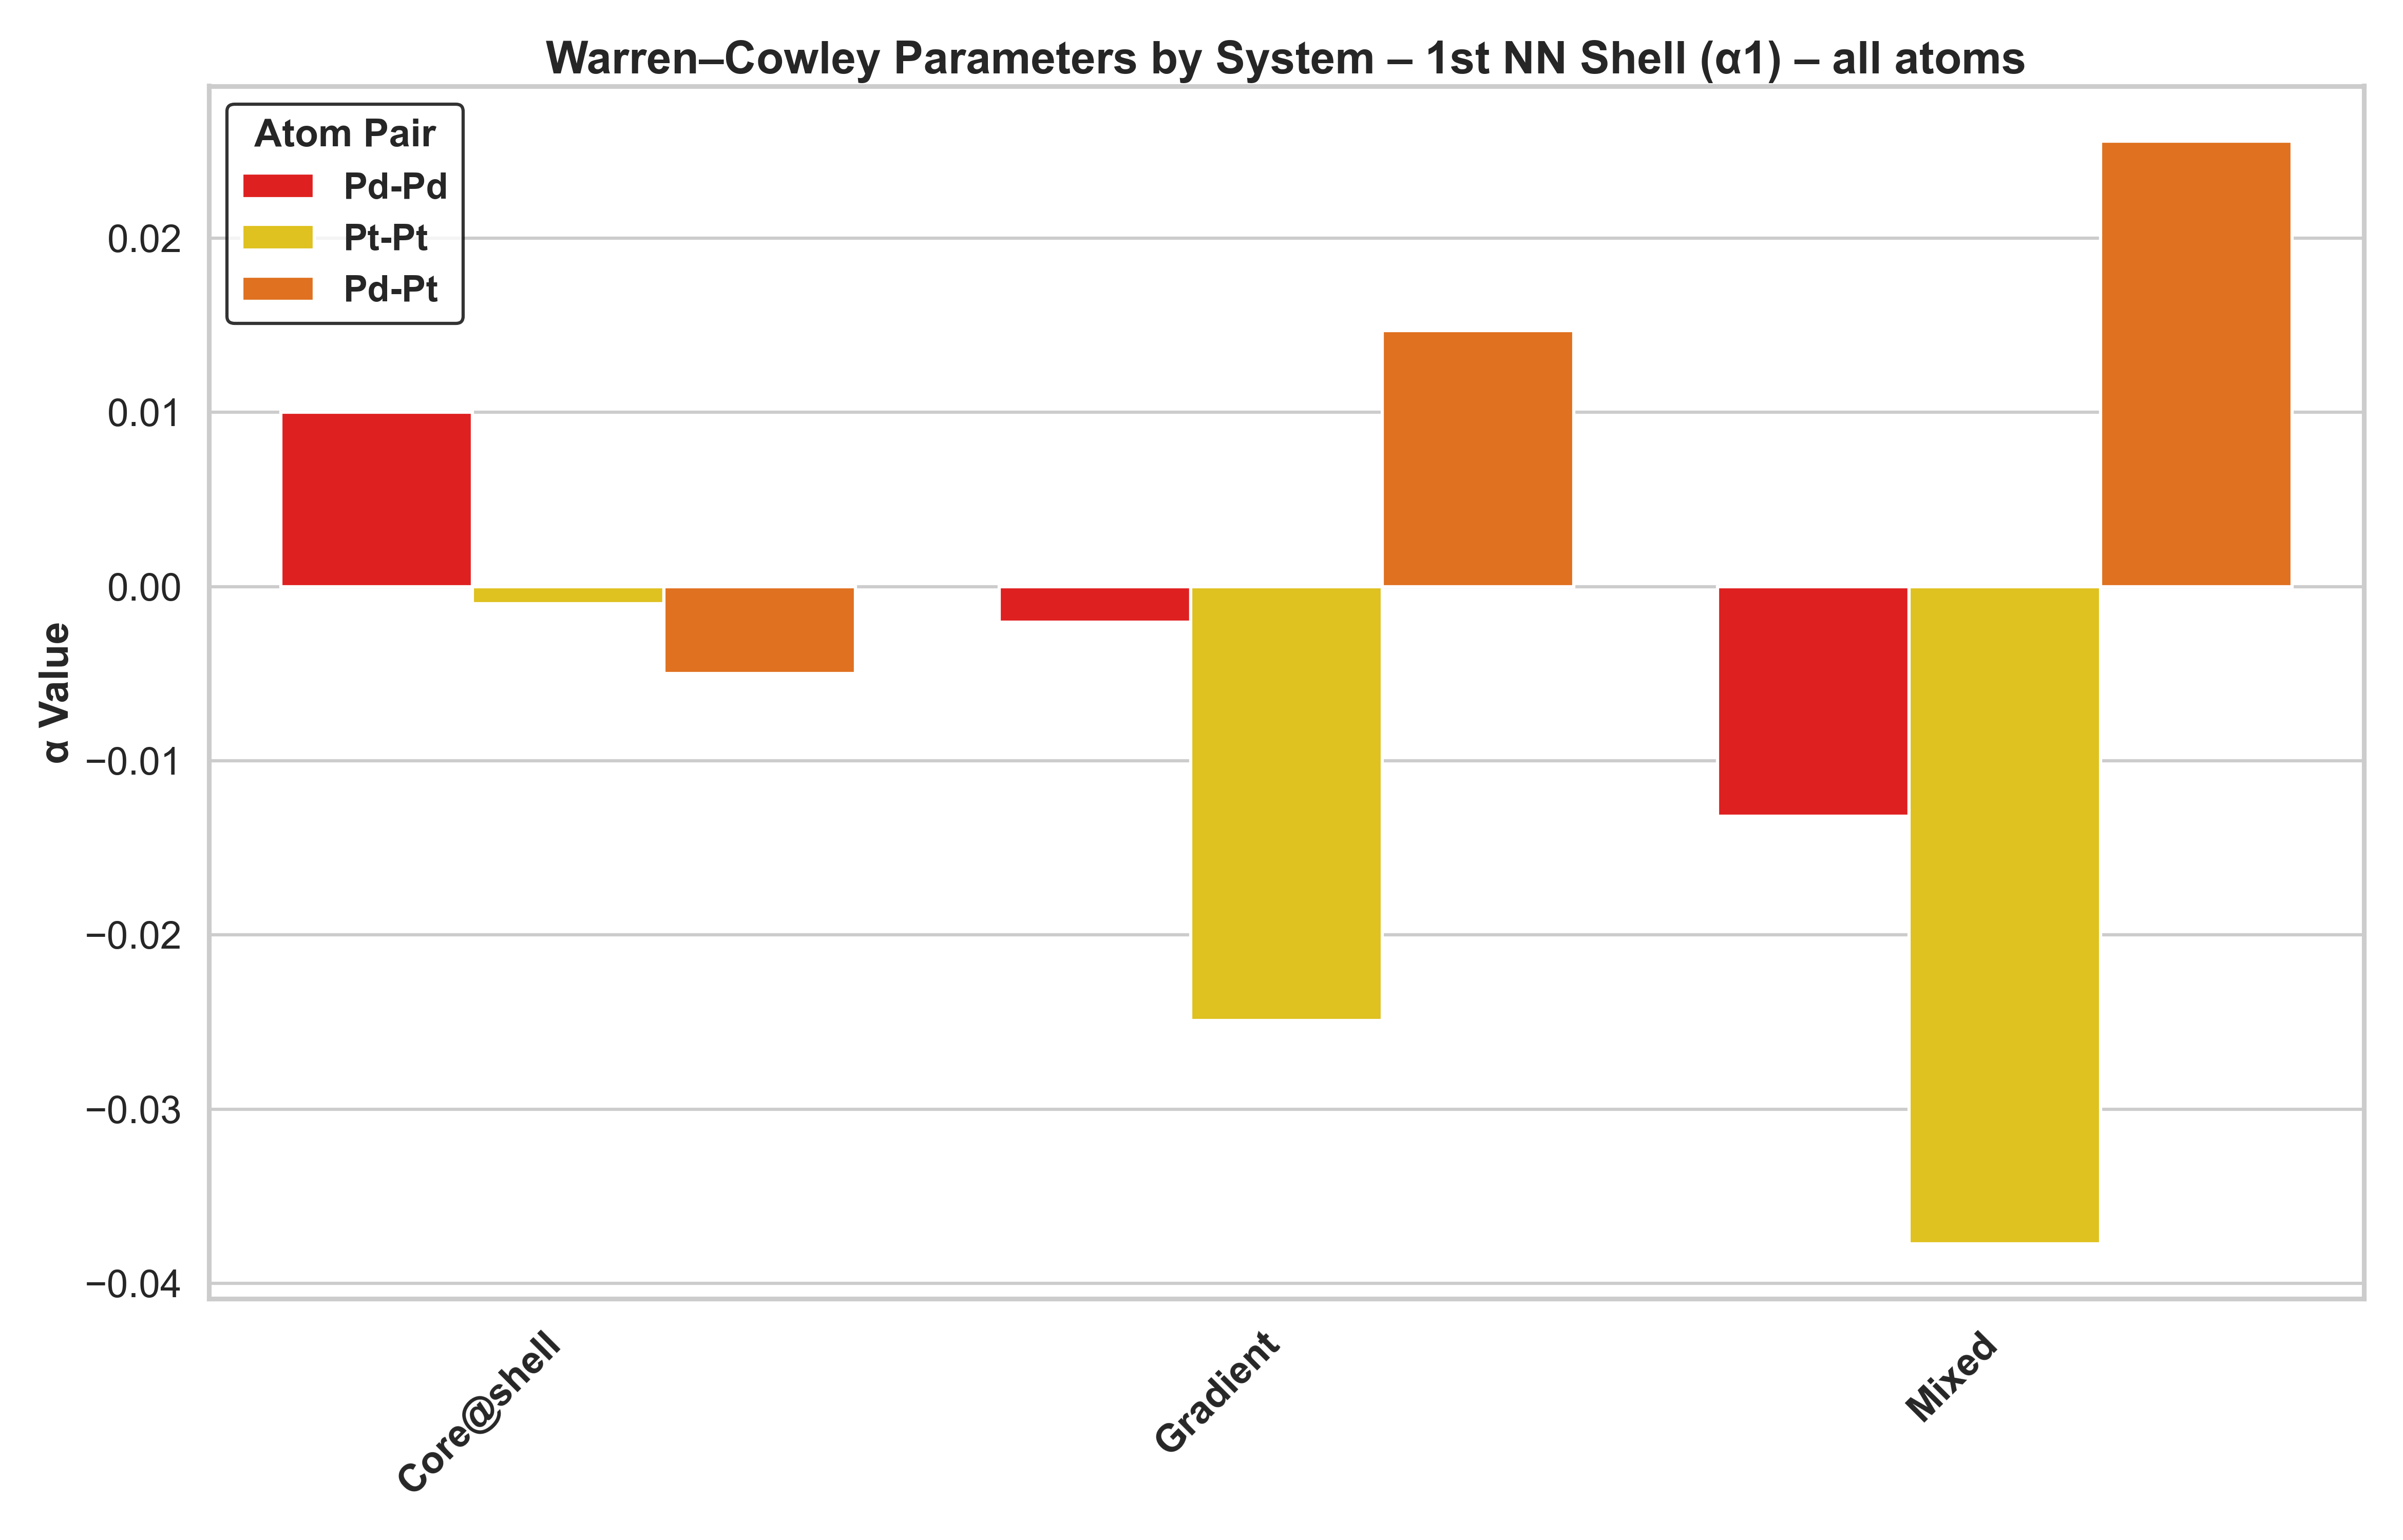 Warren–Cowley Parameters by System – 1st NN Shell (α1) – all atoms
Atom Pair
Pd-Pd
Pt-Pt
Pd-Pt
α Value
0.02
0.01
0.00
−0.01
−0.02
−0.03
−0.04
Core@shell
Gradient
Mixed